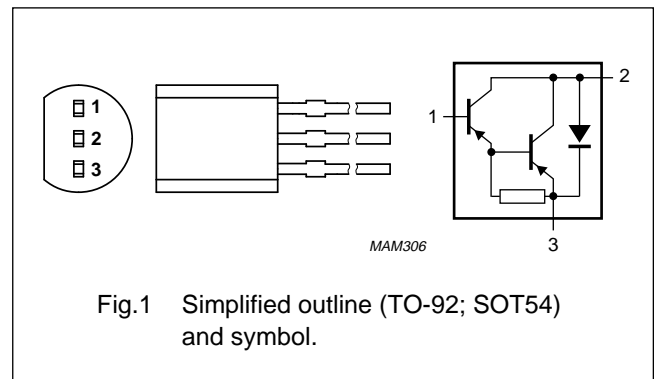 1
2
3
1
2
3
MAM306
Fig.1 Simplified outline (TO-92; SOT54)
and symbol.